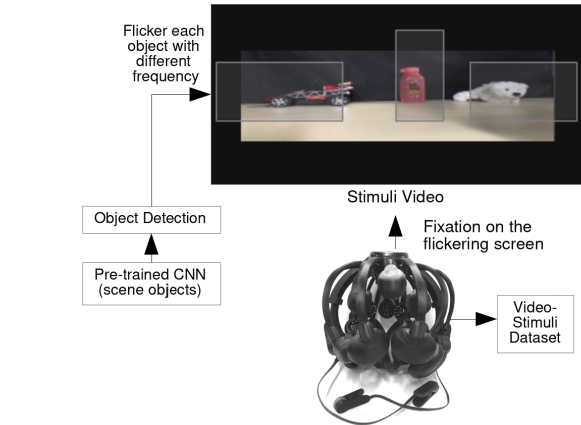 Flicker each
object with
different
frequency
Stimuli Video
Object Detection
Fixation on the
flickering screen
Pre-trained CNN
(scene objects)
Video-
Stimuli
Dataset